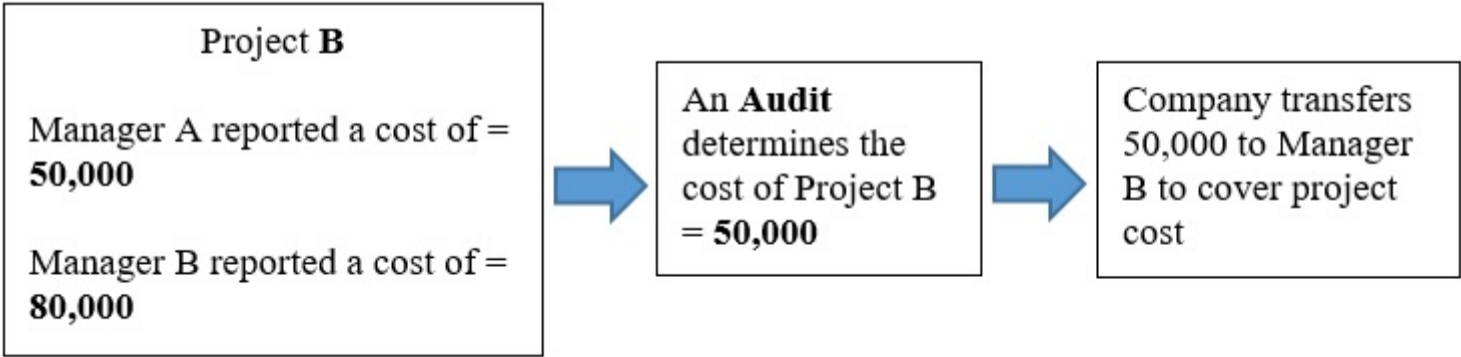 Project B
Manager A reported a cost of =
50,000
Manager B reported a cost of =
80,000
An Audit
determines the
cost of Project B
= 50,000
Company transfers
50,000 to Manager
B to cover project
cost